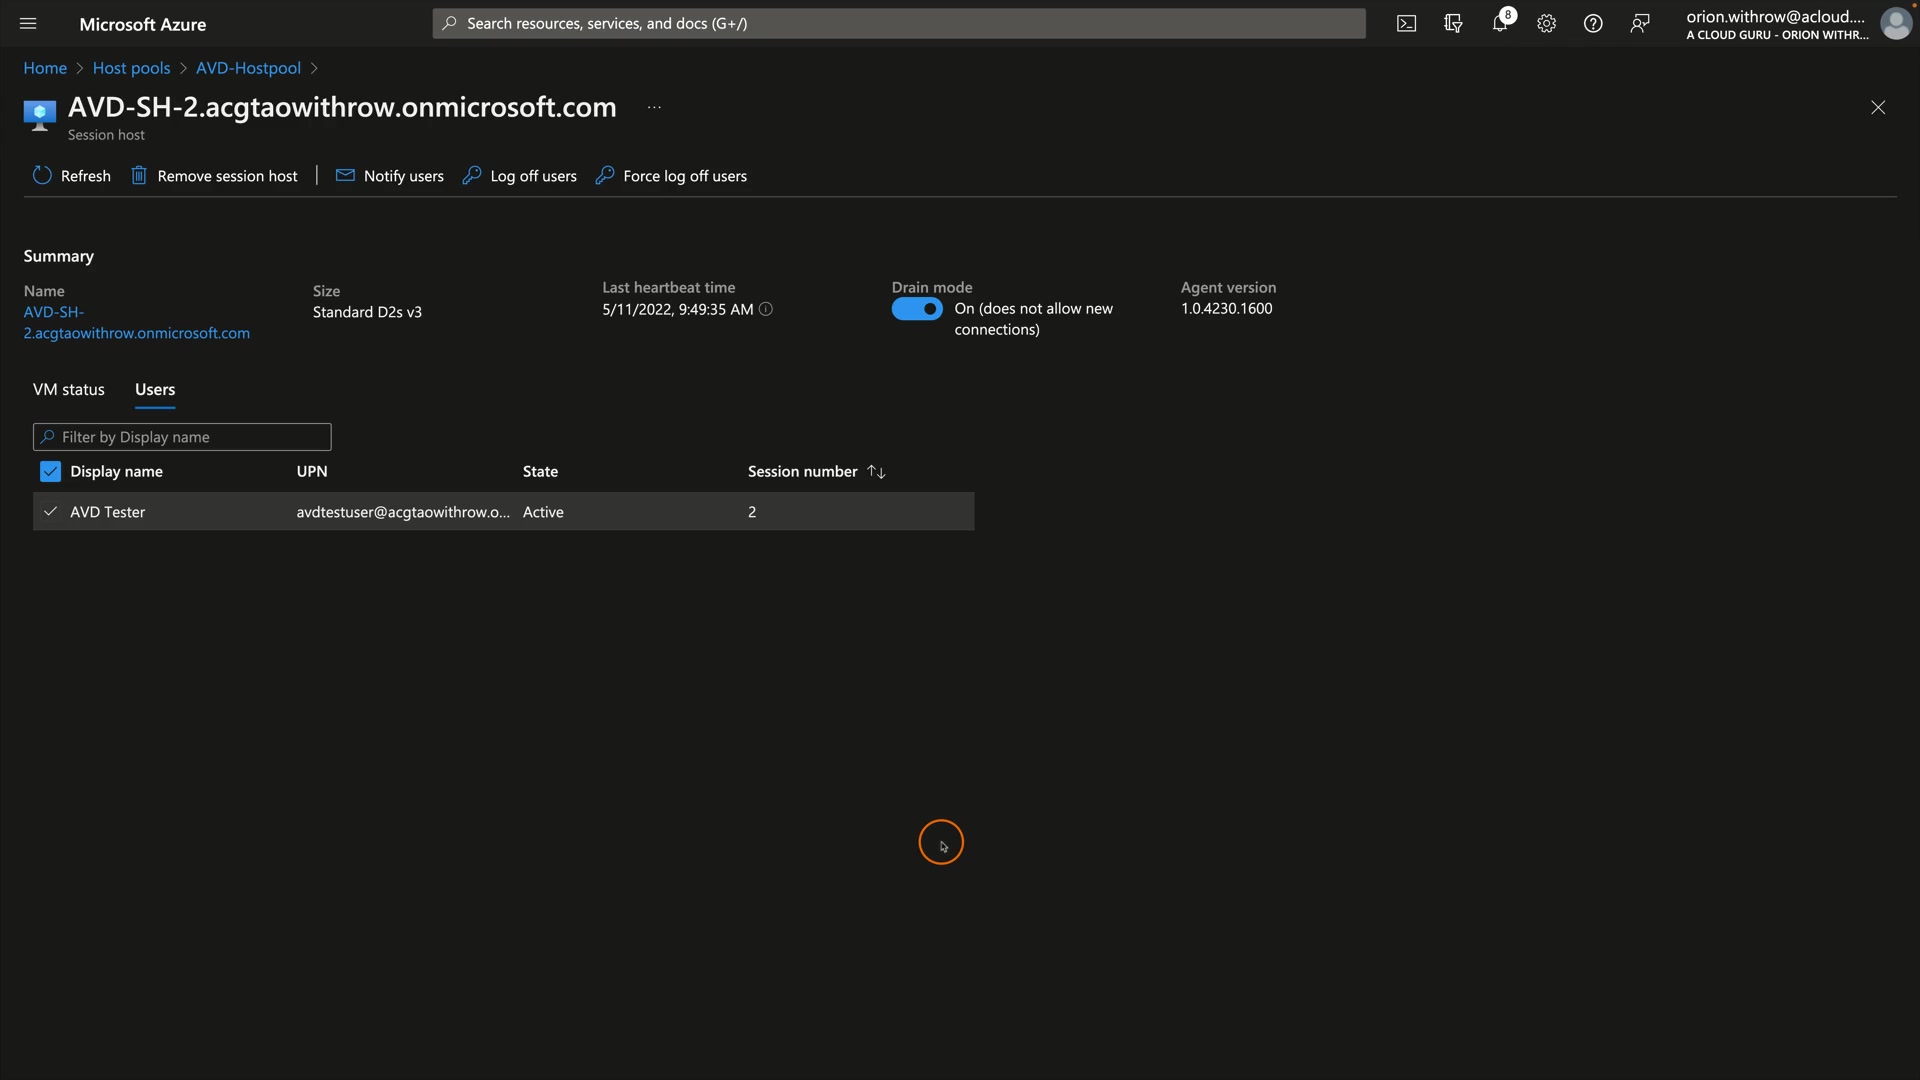 Microsoft Azure
Search resources, services, and docs (G+/)
8
orion.withrow@acloud....
A CLOUD GURU - ORION WITHR...
Home > Host pools > AVD-Hostpool >
AVD-SH-2.acgtaowithrow.onmicrosoft.com ...
Session host
Refresh Remove session host | Notify users Log off users Force log off users
Summary
Name
AVD-SH-
2.acgtaowithrow.onmicrosoft.com
Size
Standard D2s v3
Last heartbeat time
5/11/2022, 9:49:35 AM
Drain mode
On (does not allow new
connections)
Agent version
1.0.4230.1600
VM status Users
Filter by Display name
Display name UPN State Session number
AVD Tester avdtestuser@acgtaowithrow.o... Active 2